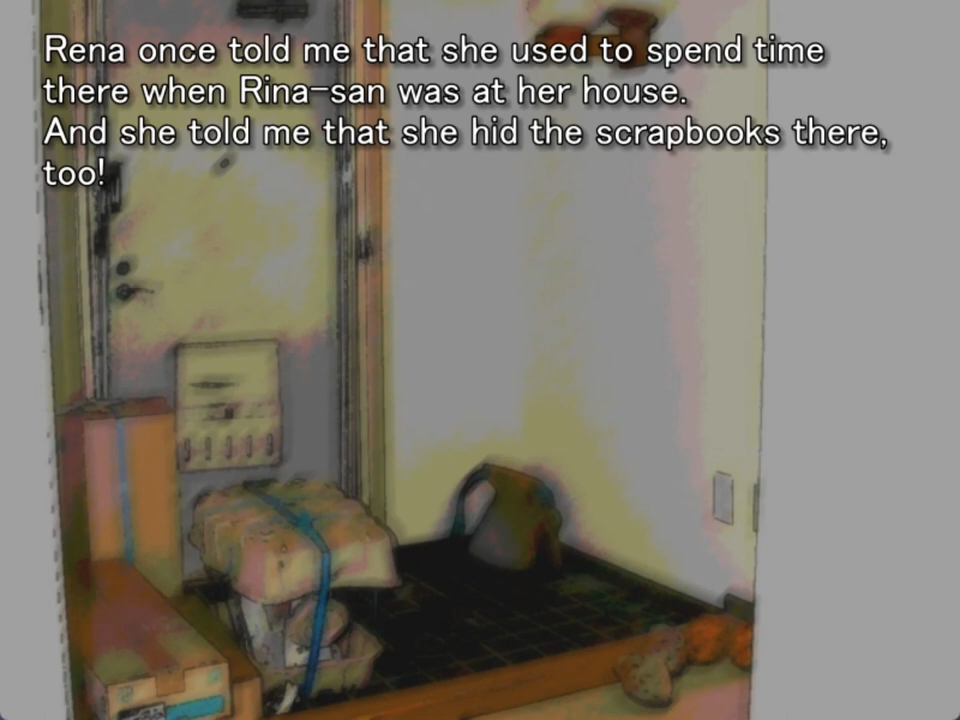 Rena once told me that she used to spend time
there when Rina-san was at her house.
And she told me that she hid the scrapbooks there,
too!